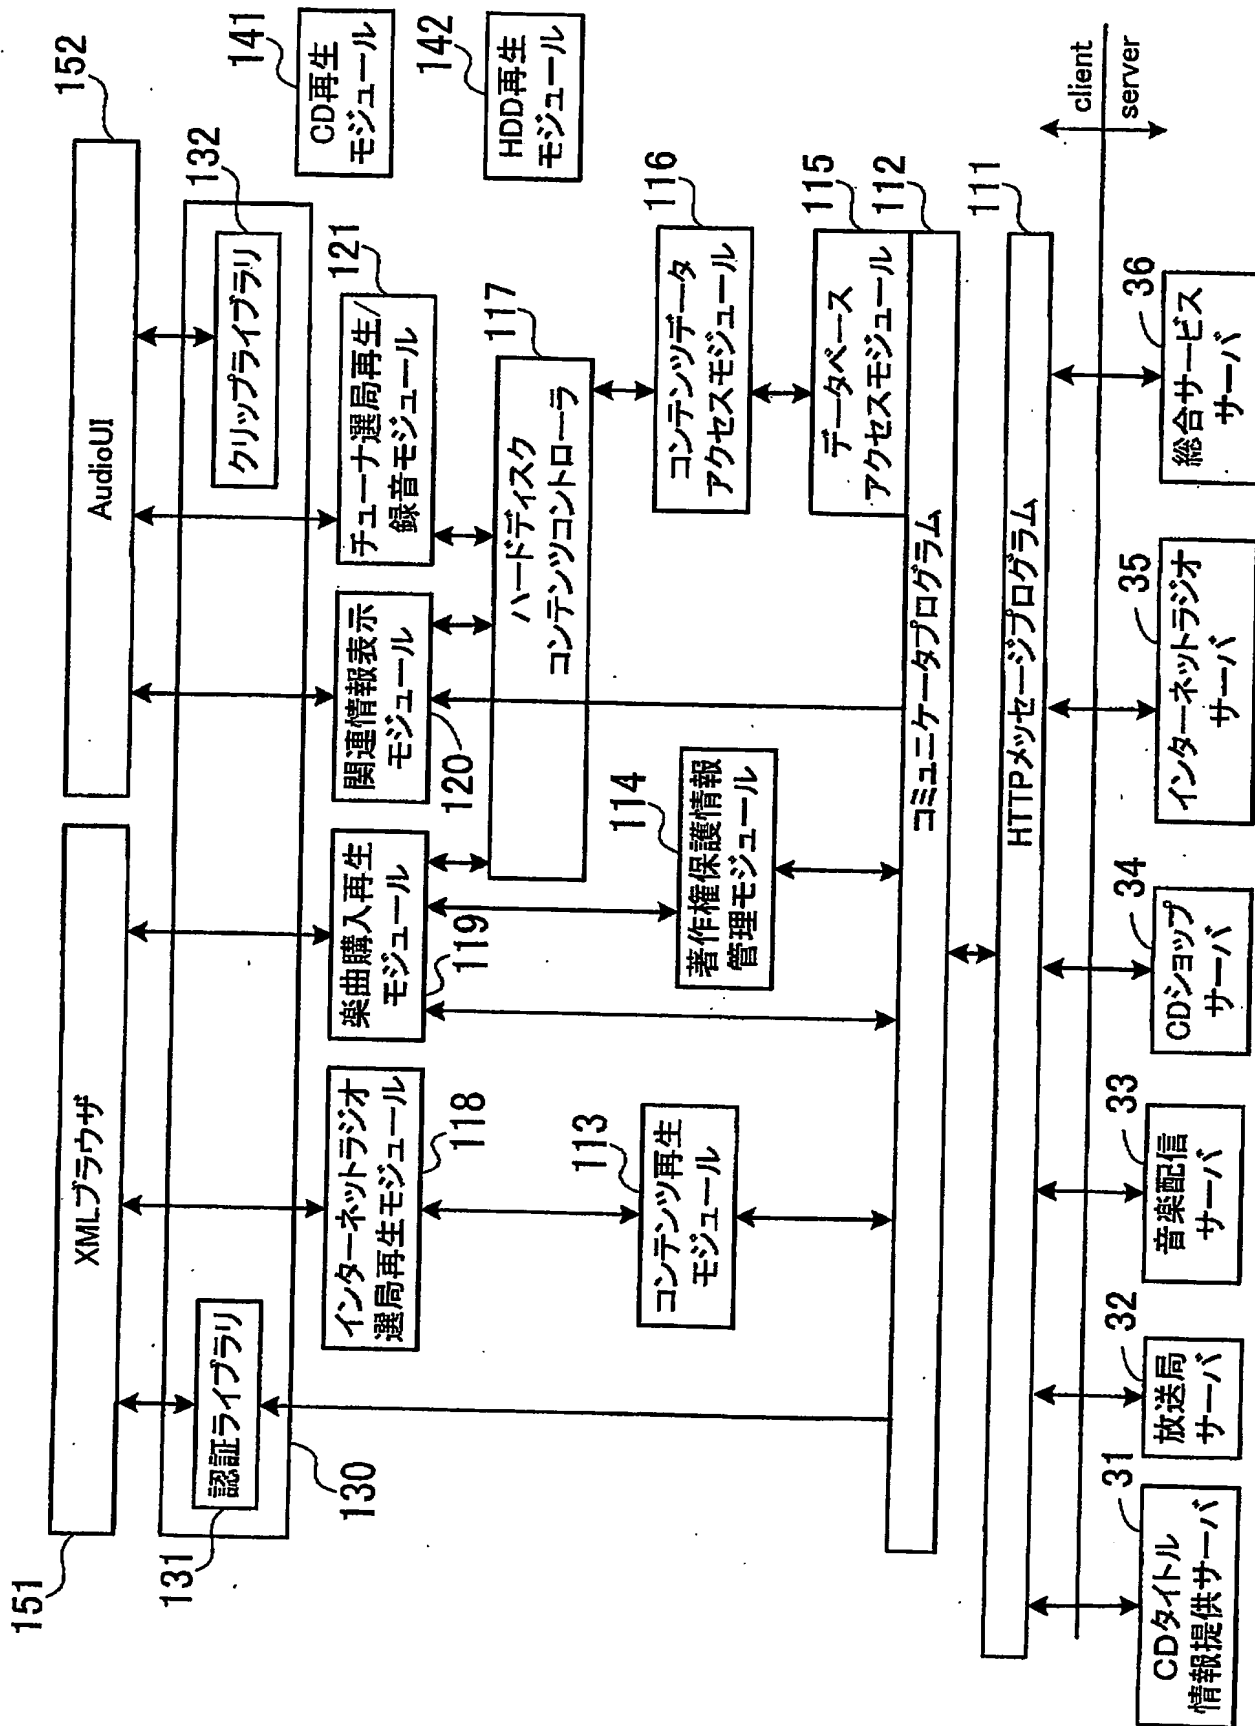 151
XMLブラウザ
AudioUI
152
131
認証ライブラリ
130
クリップライブラリ
132
CD再生
モジュール
141
インターネットラジオ
選局再生モジュール
118
楽曲購入再生
モジュール
119
関連情報表示
モジュール
120
チューナ選局再生/
録音モジュール
121
HDD再生
モジュール
142
ハードディスク
コンテンツコントローラ
117
コンテンツ再生
モジュール
113
著作権保護情報
管理モジュール
114
コンテンツデータ
アクセスモジュール
116
データベース
アクセスモジュール
115
コミュニケータプログラム
112
HTTPメッセージプログラム
111
client
server
CDタイトル
情報提供サーバ
31
放送局
サーバ
32
音楽配信
サーバ
33
CDショップ
サーバ
34
インターネットラジオ
サーバ
35
総合サービス
サーバ
36